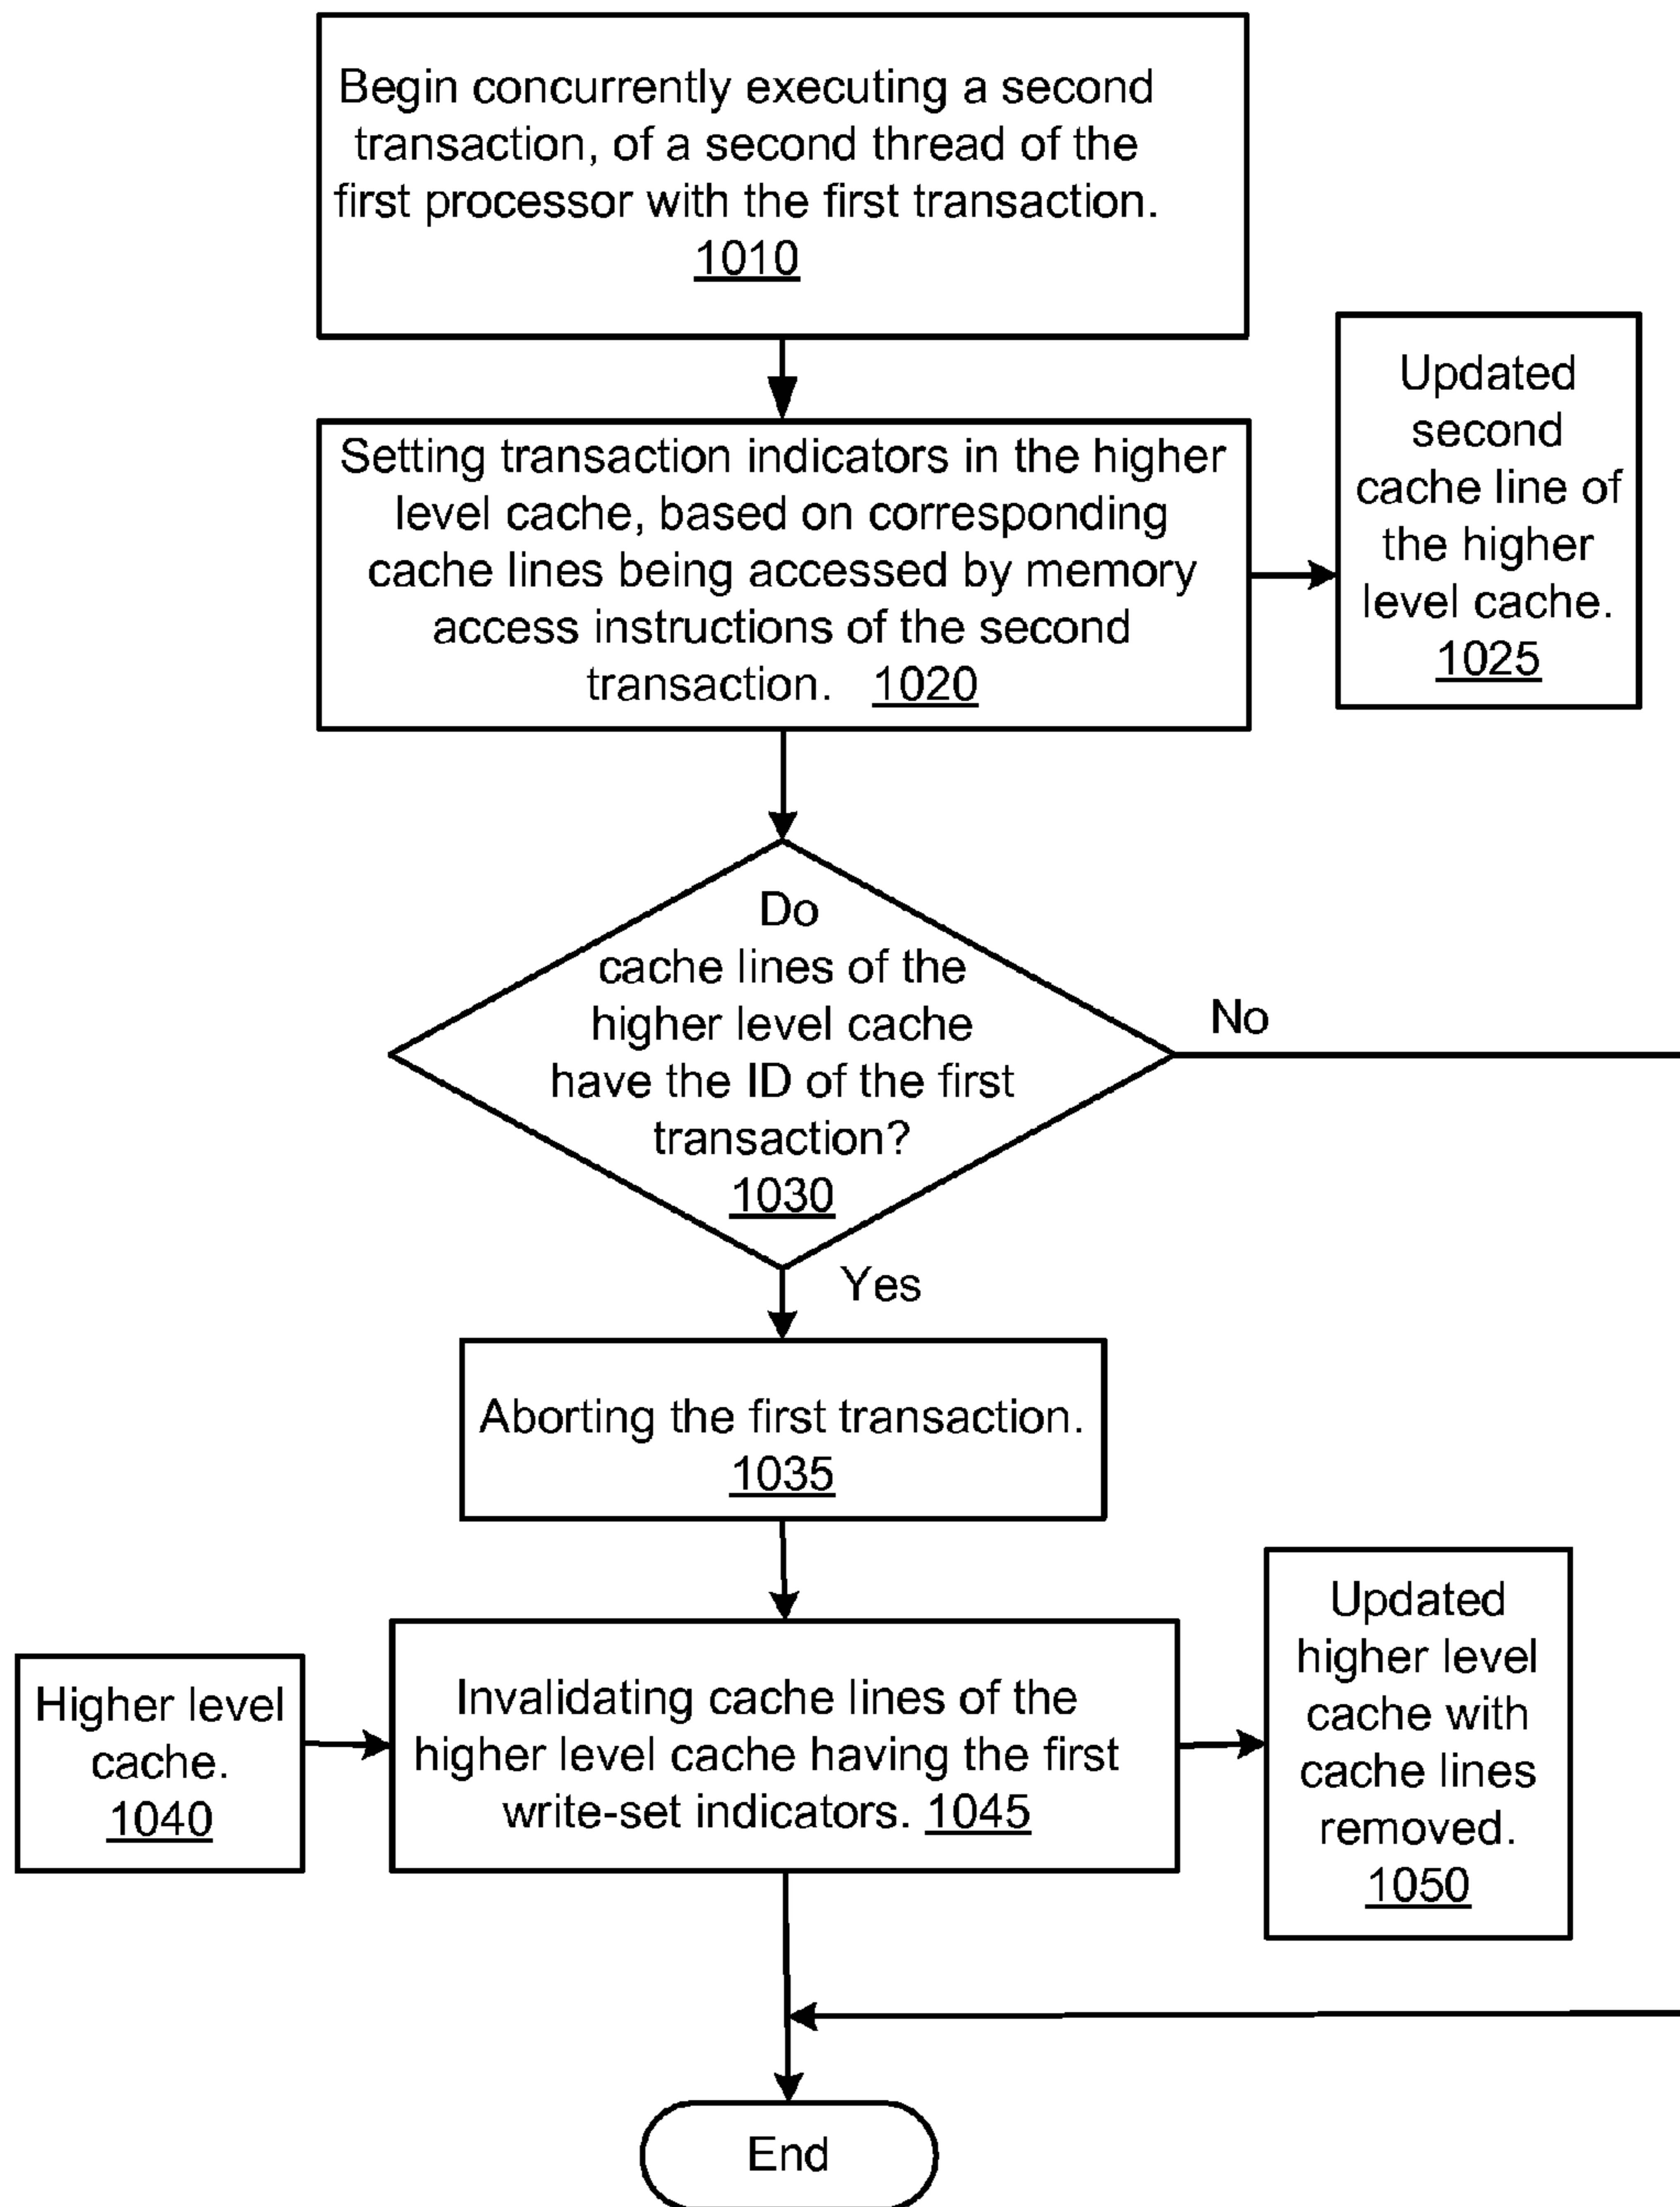 Begin concurrently executing a second
transaction, of a second thread of the
first processor with the first transaction.
1010
Setting transaction indicators in the higher
level cache, based on corresponding
cache lines being accessed by memory
access instructions of the second
transaction. 1020
Updated
second
cache line of
the higher
level cache.
1025
Do
cache lines of the
higher level cache
have the ID of the first
transaction?
1030
No
Yes
Aborting the first transaction.
1035
Higher level
cache.
1040
Invalidating cache lines of the
higher level cache having the first
write-set indicators. 1045
Updated
higher level
cache with
cache lines
removed.
1050
End